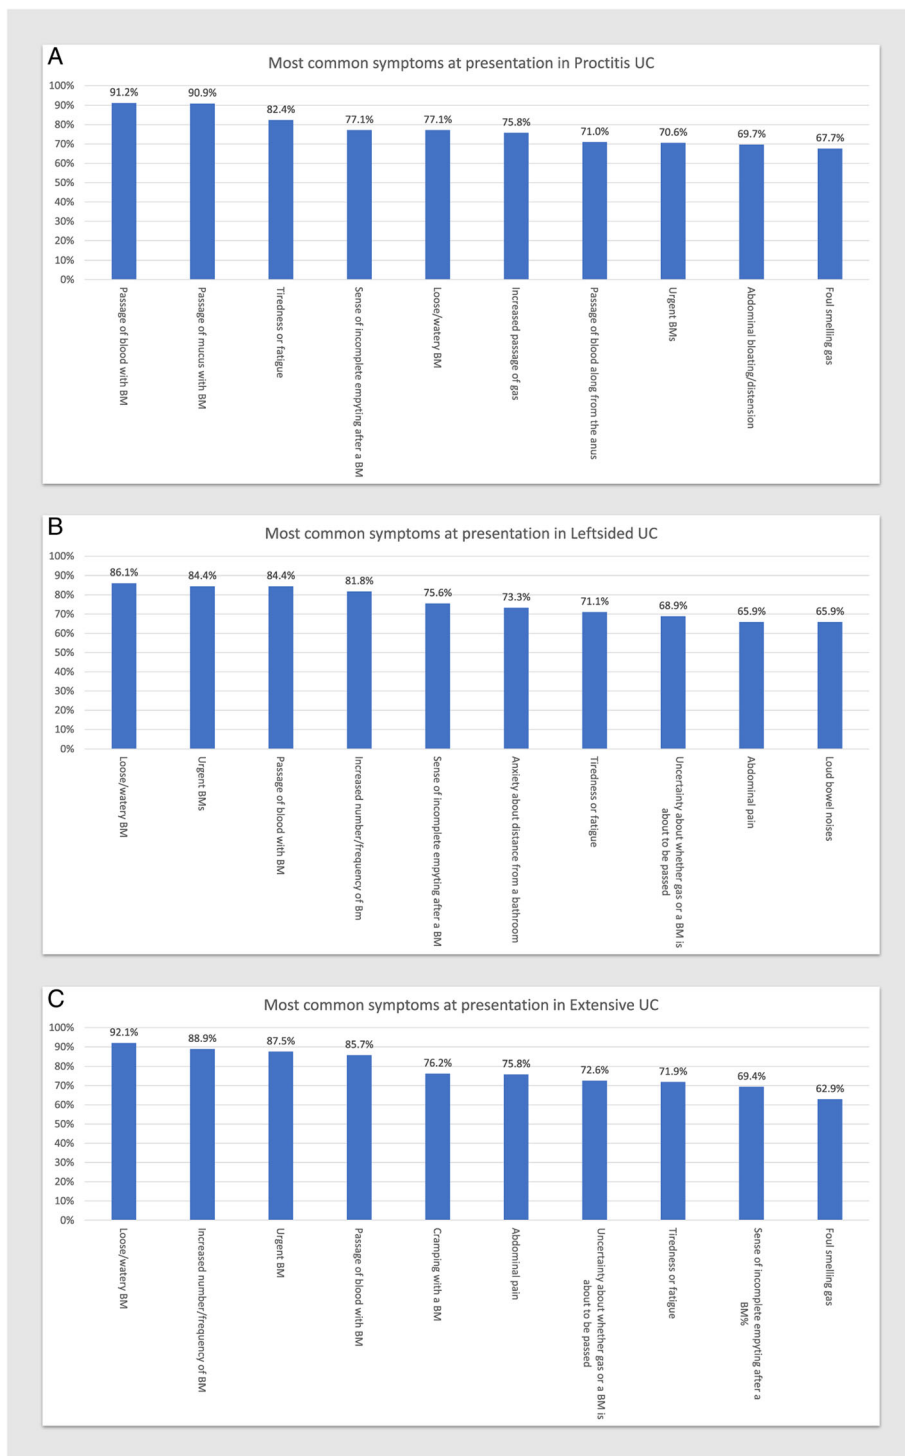 A
Most common symptoms at presentation in Proctitis UC
100%
90%
80%
70%
60%
50%
40%
30%
20%
10%
0%
91.2%
90.9%
82.4%
77.1%
77.1%
75.8%
71.0%
70.6%
69.7%
67.7%
Passage of blood with BM
Passage of mucus with BM
Tiredness or fatigue
Sense of incomplete empyting after a BM
Loose/watery BM
Increased passage of gas
Passage of blood along from the anus
Urgent BMs
Abdominal bloating/distension
Foul smelling gas
B
Most common symptoms at presentation in Leftsided UC
100%
90%
80%
70%
60%
50%
40%
30%
20%
10%
0%
86.1%
84.4%
84.4%
81.8%
75.6%
73.3%
71.1%
68.9%
65.9%
65.9%
Loose/watery BM
Urgent BMs
Passage of blood with BM
Increased number/frequency of Bm
Sense of incomplete empyting after a BM
Anxiety about distance from a bathroom
Tiredness or fatigue
Uncertainty about whether gas or a BM is
about to be passed
Abdominal pain
Loud bowel noises
C
Most common symptoms at presentation in Extensive UC
100%
90%
80%
70%
60%
50%
40%
30%
20%
10%
0%
92.1%
88.9%
87.5%
85.7%
76.2%
75.8%
72.6%
71.9%
69.4%
62.9%
Loose/watery BM
Increased number/frequency of BM
Urgent BM
Passage of blood with BM
Cramping with a BM
Abdominal pain
Uncertainty about whether gas or a BM is
about to be passed
Tiredness or fatigue
Sense of incomplete empyting after a
BM%
Foul smelling gas